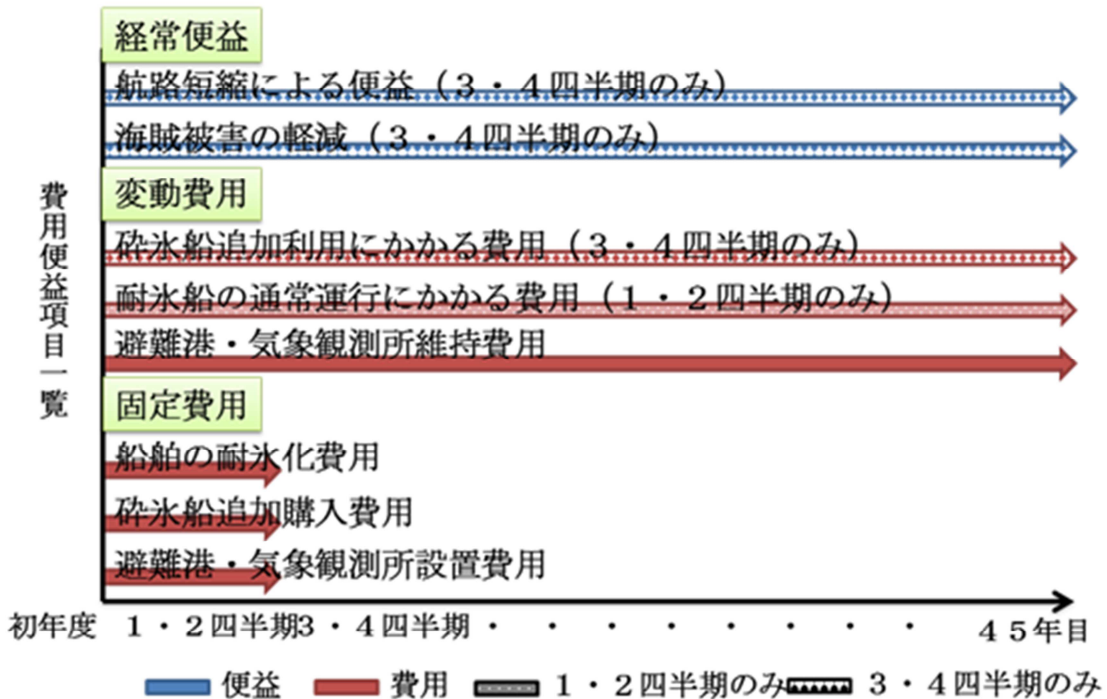 経常便益
航路短縮による便益（３・４四半期のみ）
海賊被害の軽減（３・４四半期のみ）
変動費用
砕氷船追加利用にかかる費用（３・４四半期のみ）
耐氷船の通常運行にかかる費用（１・２四半期のみ）
避難港・気象観測所維持費用
固定費用
船舶の耐氷化費用
砕氷船追加購入費用
避難港・気象観測所設置費用
費用便益項目一覧
初年度 １・２四半期3・４四半期・ ・ ・ ・ ・ ・ ・ ・ ４５年目
便益 費用 １・２四半期のみ ３・４四半期のみ